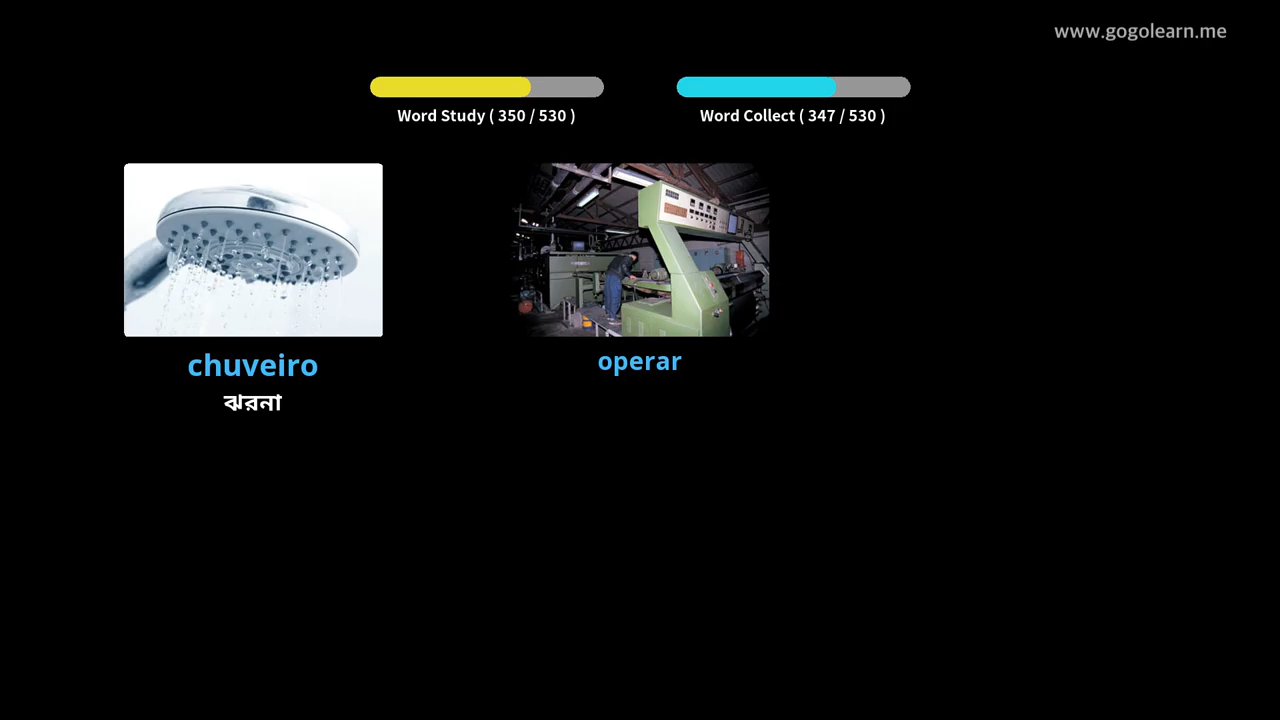 www.gogolearn.me
Word Study ( 350 / 530 )
Word Collect ( 347 / 530 )
chuveiro
operar
ঝরনা